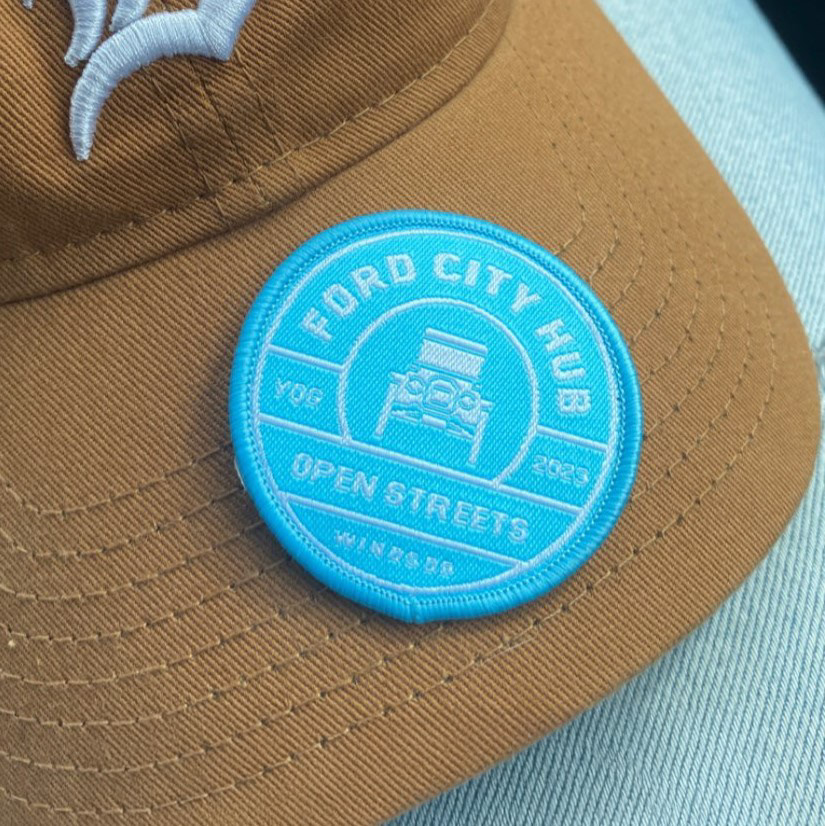 FORD CITY HUB
YQG
2023
OPEN STREETS
WINDSOR